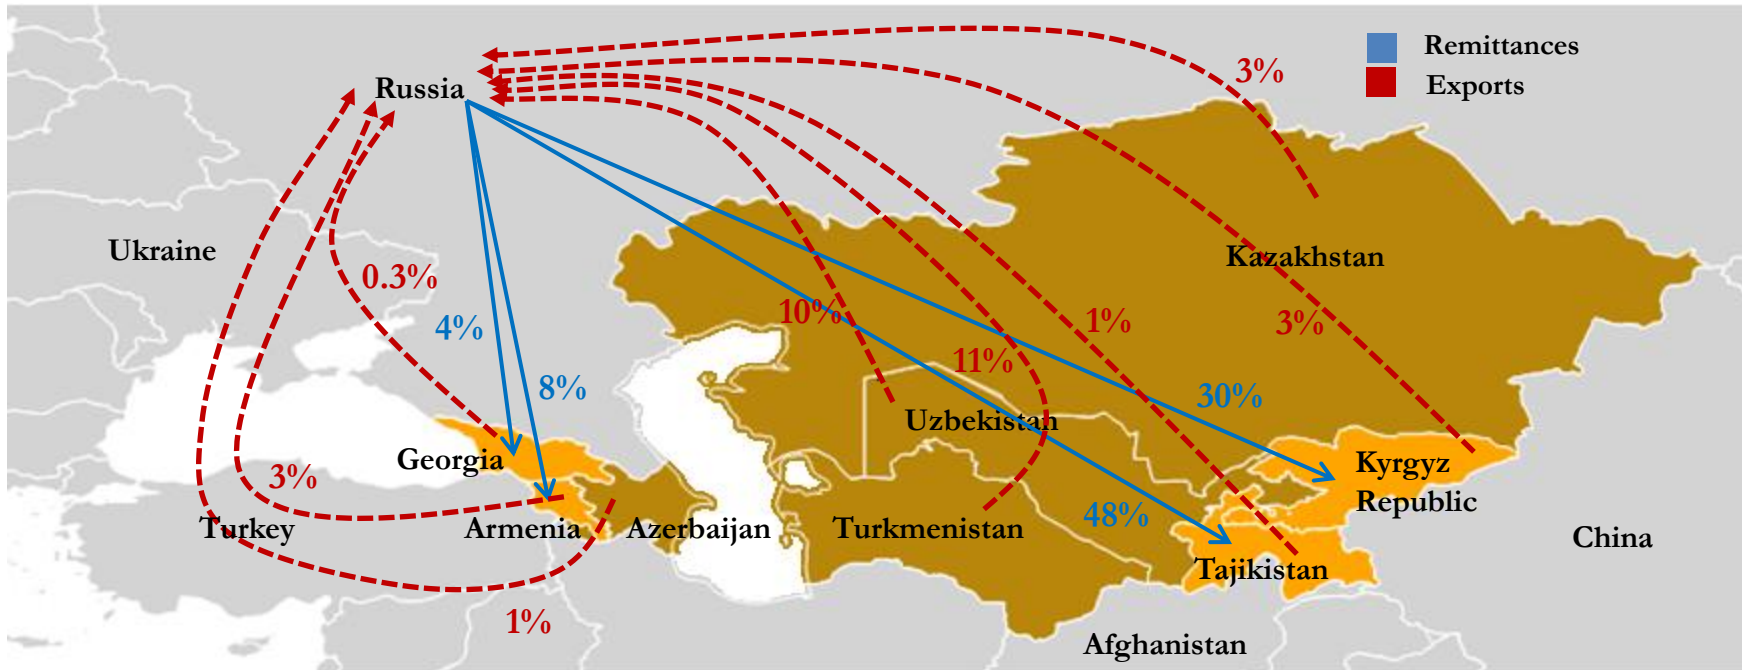 Remittances
Exports
3%
Russia
Ukraine
0.3%
Kazakhstan
4%
10%
1%
3%
11%
8%
30%
Uzbekistan
Georgia
Kyrgyz
Republic
3%
48%
Turkey
Armenia
Azerbaijan
Turkmenistan
China
Tajikistan
1%
Afghanistan